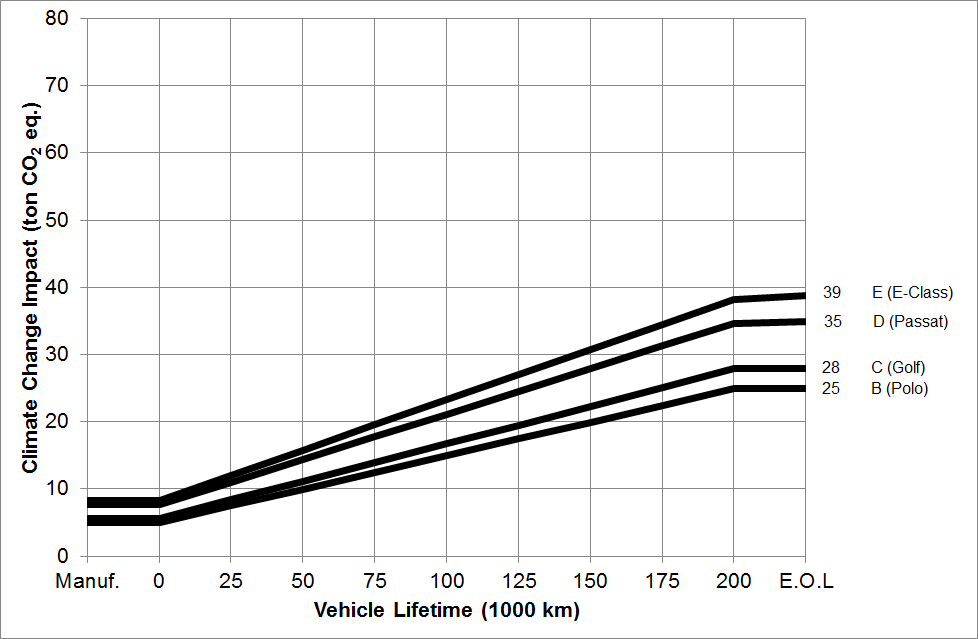 80
70
60
50
40
30
20
10
0
Climate Change Impact (ton CO₂ eq.)
39 E (E-Class)
35 D (Passat)
28 C (Golf)
25 B (Polo)
Manuf. 0 25 50 75 100 125 150 175 200 E.O.L
Vehicle Lifetime (1000 km)